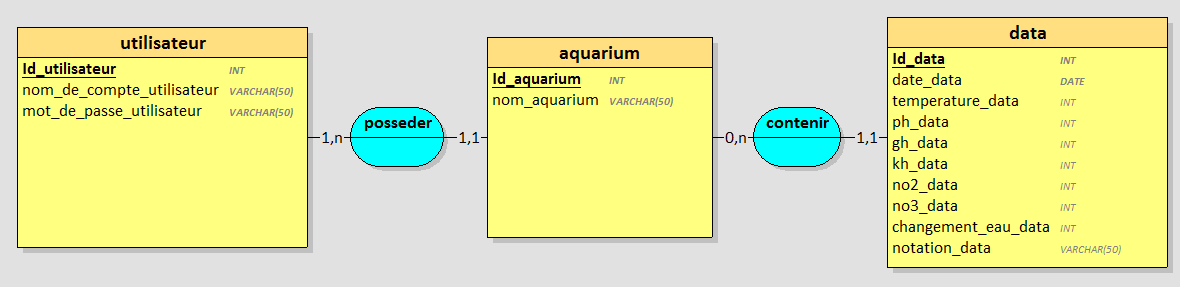 utilisateur
Id_utilisateur INT
nom_de_compte_utilisateur VARCHAR(50)
mot_de_passe_utilisateur VARCHAR(50)
1,n
posseder
1,1
aquarium
Id_aquarium INT
nom_aquarium VARCHAR(50)
0,n
contenir
1,1
data
Id_data INT
date_data DATE
temperature_data INT
ph_data INT
gh_data INT
kh_data INT
no2_data INT
no3_data INT
changement_eau_data INT
notation_data VARCHAR(50)